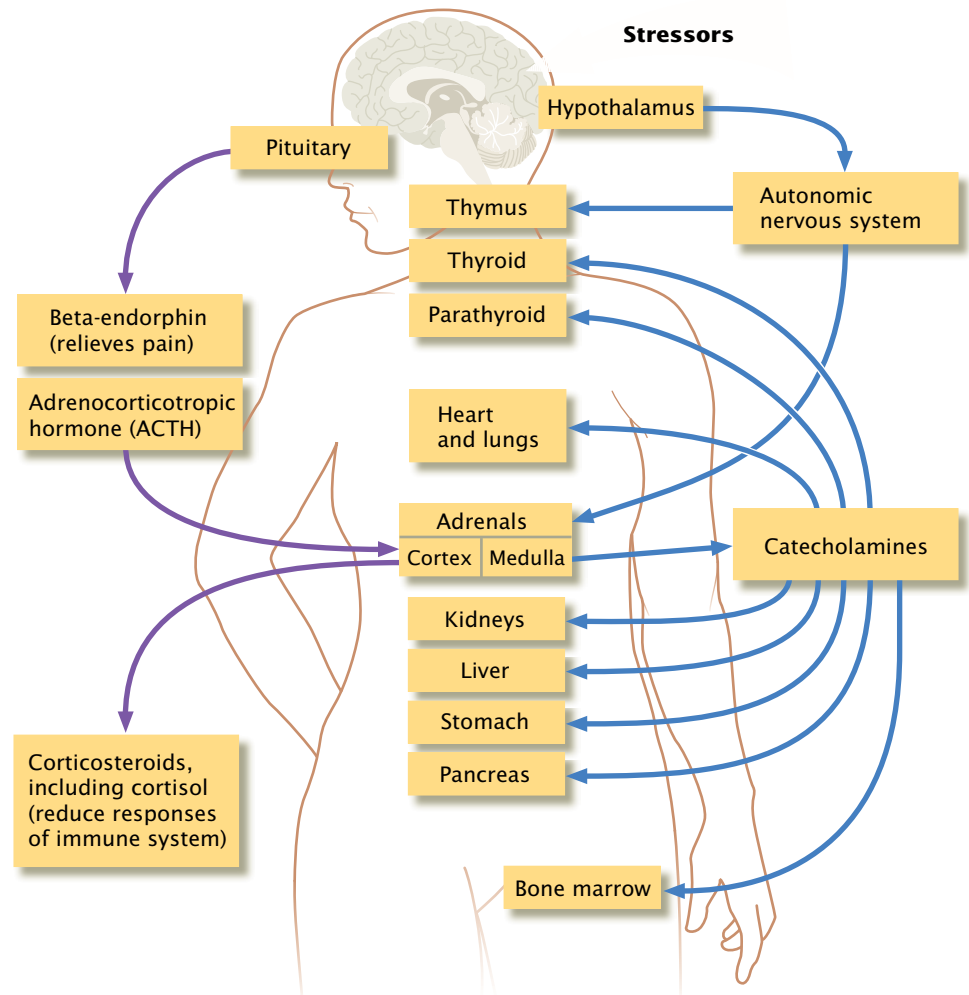 Stressors
Hypothalamus
Pituitary
Autonomic
nervous system
Thymus
Thyroid
Parathyroid
Beta-endorphin
(relieves pain)
Adrenocorticotropic
hormone (ACTH)
Heart
and lungs
Adrenals
Cortex
Medulla
Catecholamines
Kidneys
Liver
Stomach
Pancreas
Corticosteroids,
including cortisol
(reduce responses
of immune system)
Bone marrow